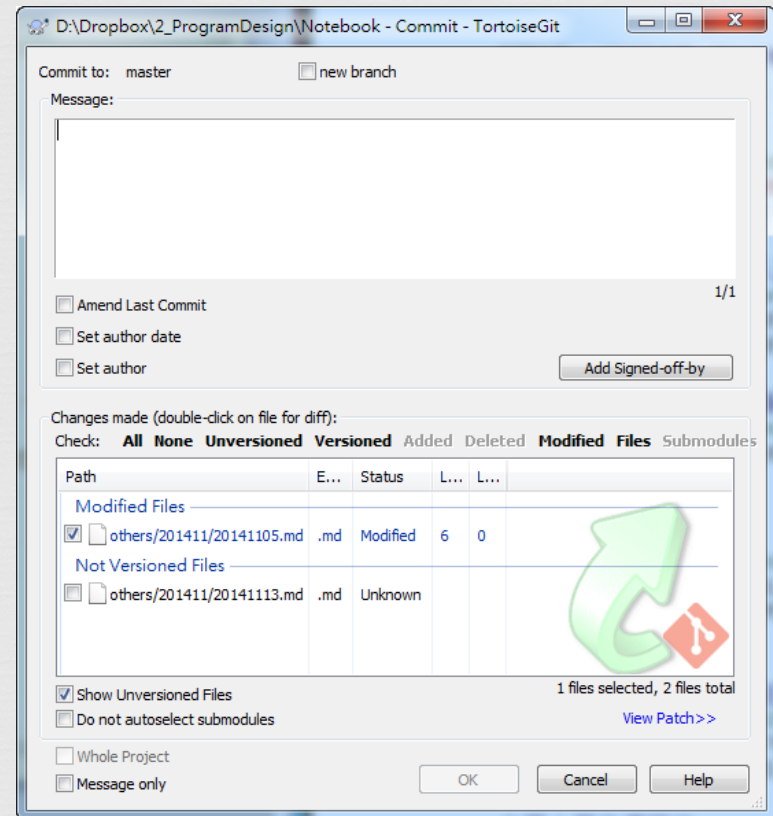 D:\Dropbox\2_ProgramDesign\Notebook - Commit - TortoiseGit
Commit to: master new branch
Message:
1/1
Amend Last Commit
Set author date
Set author Add Signed-off-by
Changes made (double-click on file for diff):
Check: All None Unversioned Versioned Added Deleted Modified Files Submodules
Path E... Status L... L...
Modified Files
others/201411/20141105.md .md Modified 6 0
Not Versioned Files
others/201411/20141113.md .md Unknown
Show Unversioned Files 1 files selected, 2 files total
Do not autoselect submodules View Patch>>
Whole Project
Message only OK Cancel Help